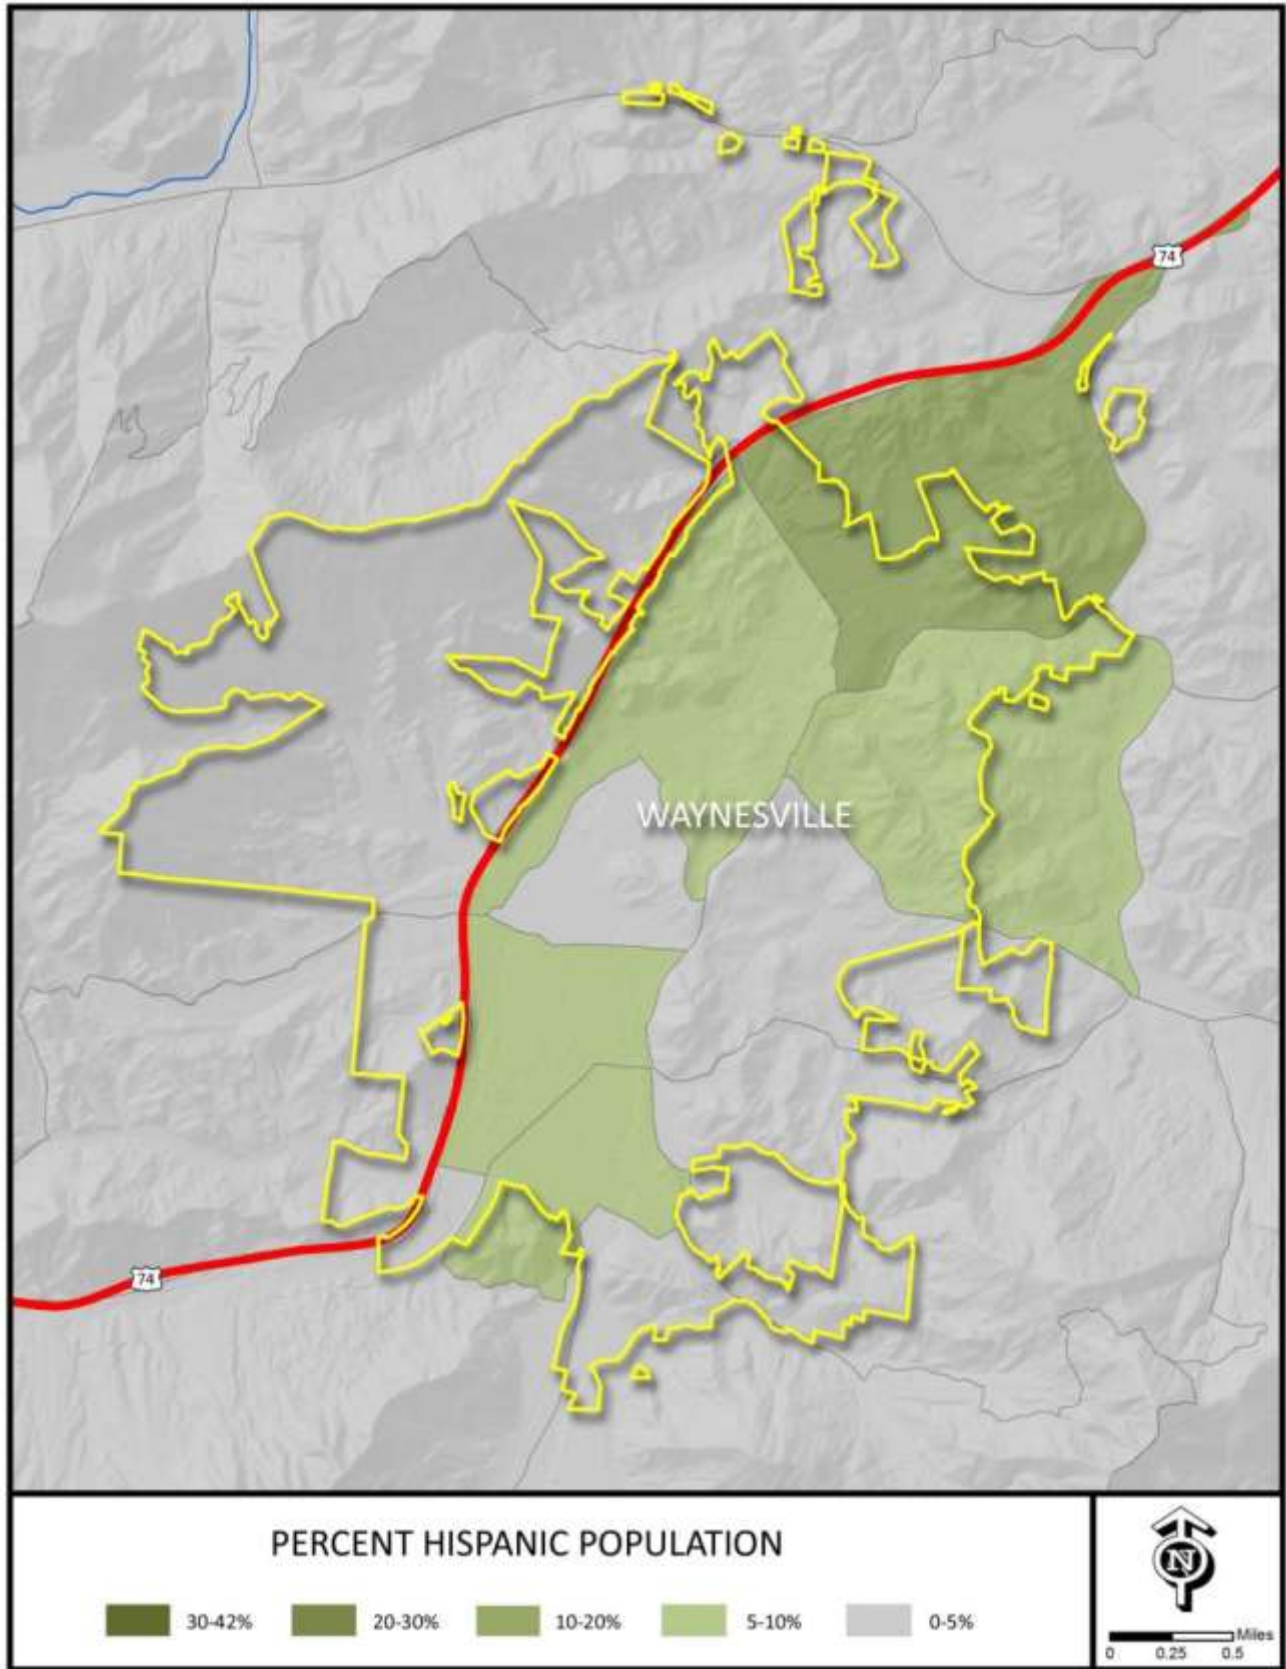 74
WAYNESVILLE
74
PERCENT HISPANIC POPULATION
30-42% 20-30% 10-20% 5-10% 0-5%
N
Miles
0 0.25 0.5